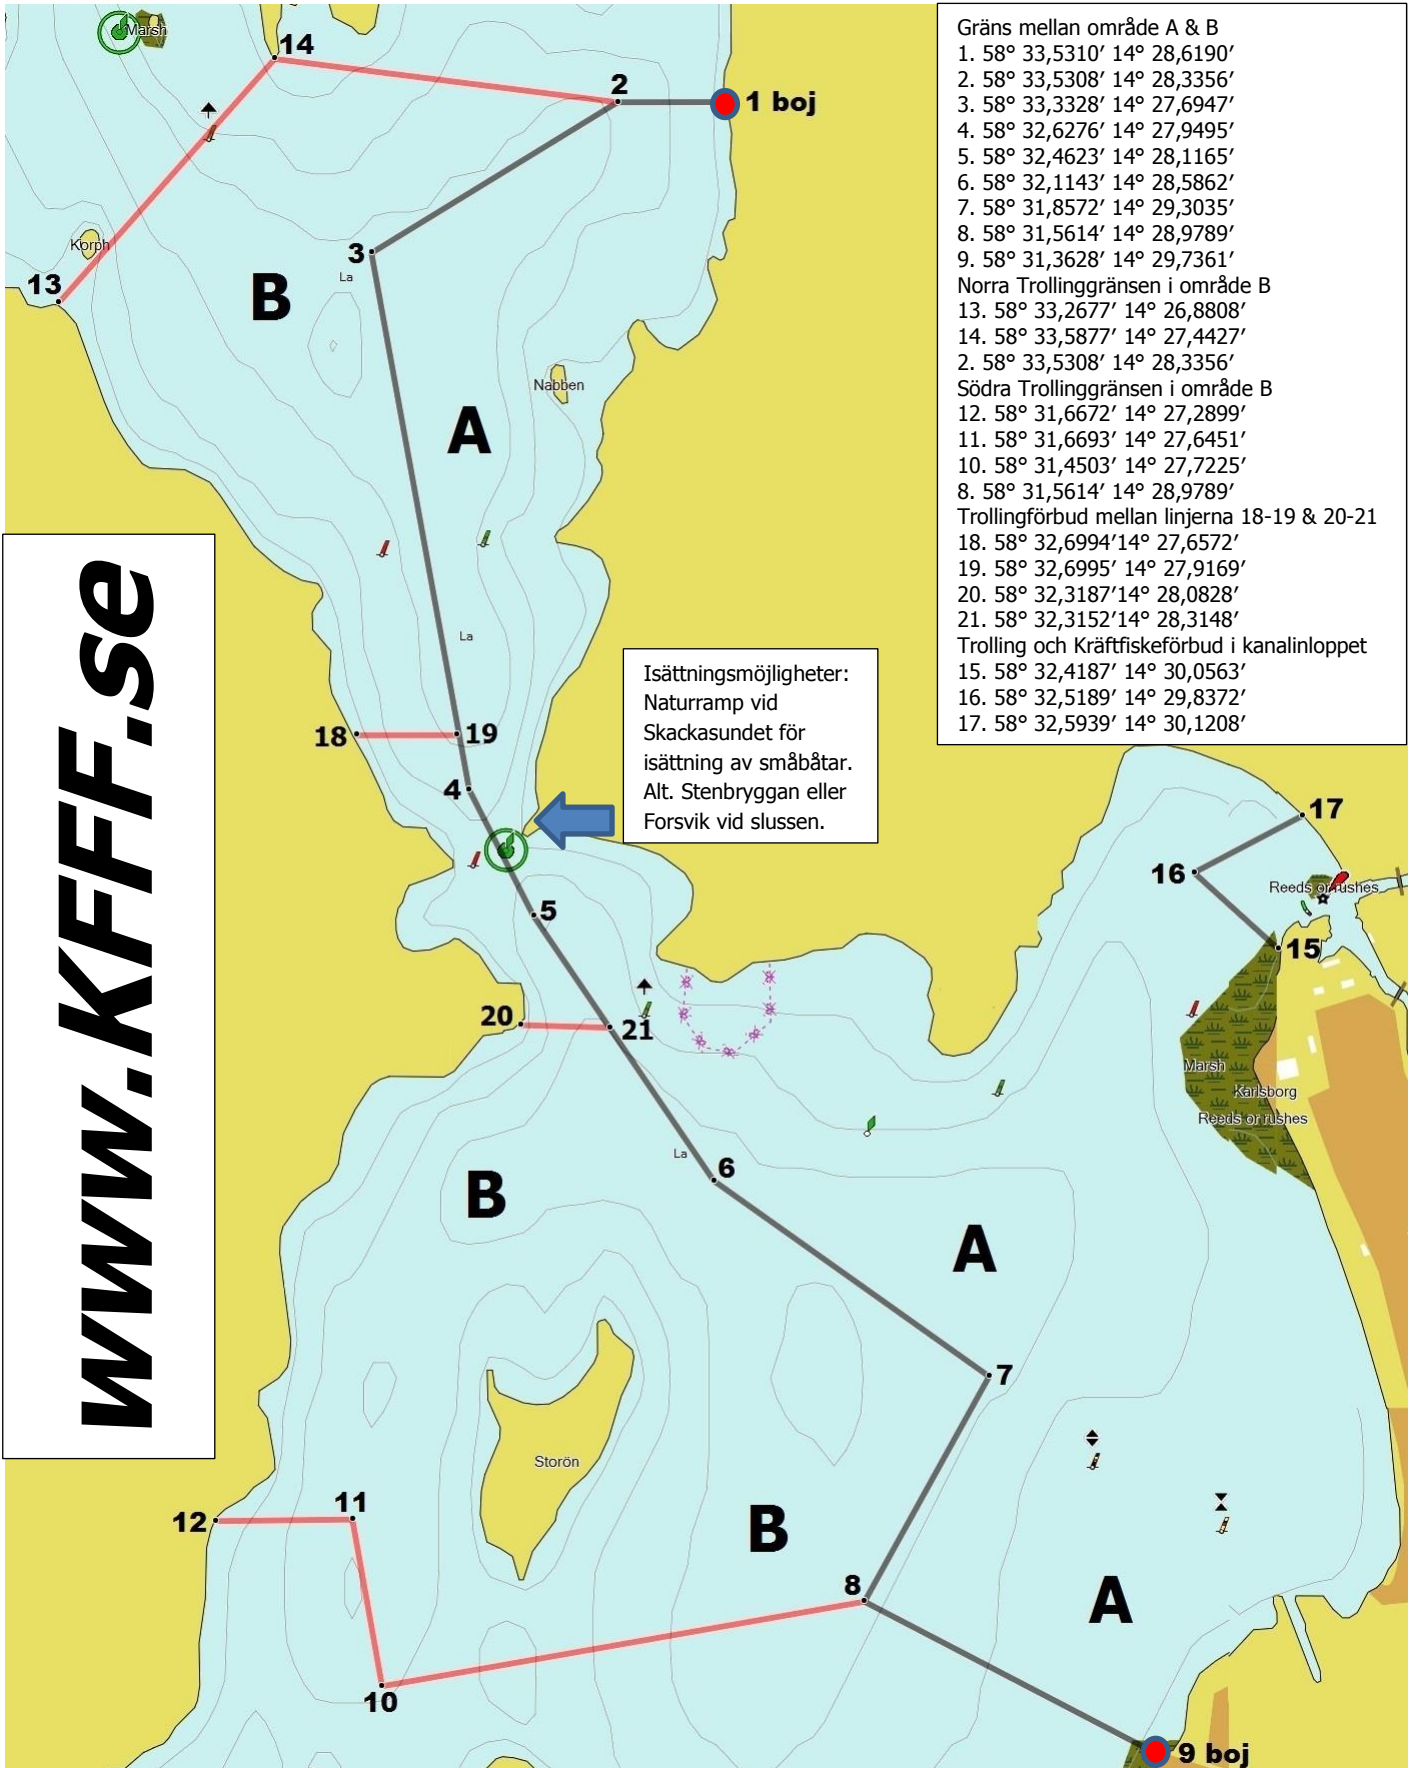 Marsh
14
2
1 boj
Gräns mellan område A & B
1. 58° 33,5310′ 14° 28,6190′
2. 58° 33,5308′ 14° 28,3356′
3. 58° 33,3328′ 14° 27,6947′
4. 58° 32,6276′ 14° 27,9495′
5. 58° 32,4623′ 14° 28,1165′
6. 58° 32,1143′ 14° 28,5862′
7. 58° 31,8572′ 14° 29,3035′
8. 58° 31,5614′ 14° 28,9789′
9. 58° 31,3628′ 14° 29,7361′
Norra Trollinggränsen i område B
13. 58° 33,2677′ 14° 26,8808′
14. 58° 33,5877′ 14° 27,4427′
2. 58° 33,5308′ 14° 28,3356′
Södra Trollinggränsen i område B
12. 58° 31,6672′ 14° 27,2899′
11. 58° 31,6693′ 14° 27,6451′
10. 58° 31,4503′ 14° 27,7225′
8. 58° 31,5614′ 14° 28,9789′
Trollingförbud mellan linjerna 18-19 & 20-21
18. 58° 32,6994′14° 27,6572′
19. 58° 32,6995′ 14° 27,9169′
20. 58° 32,3187′14° 28,0828′
21. 58° 32,3152′14° 28,3148′
Trolling och Kräftfiskeförbud i kanalinloppet
15. 58° 32,4187′ 14° 30,0563′
16. 58° 32,5189′ 14° 29,8372′
17. 58° 32,5939′ 14° 30,1208′
Korph
3
La
13
B
Nabben
A
www.KFFF.se
La
Isättningsmöjligheter:
Naturramp vid
Skackasundet för
isättning av småbåtar.
Alt. Stenbryggan eller
Forsvik vid slussen.
18
19
4
17
16
Reeds or rushes
5
15
20
21
Marsh
Karlsborg
Reeds or rushes
La
6
B
A
7
Storön
11
12
B
8
A
10
9 boj